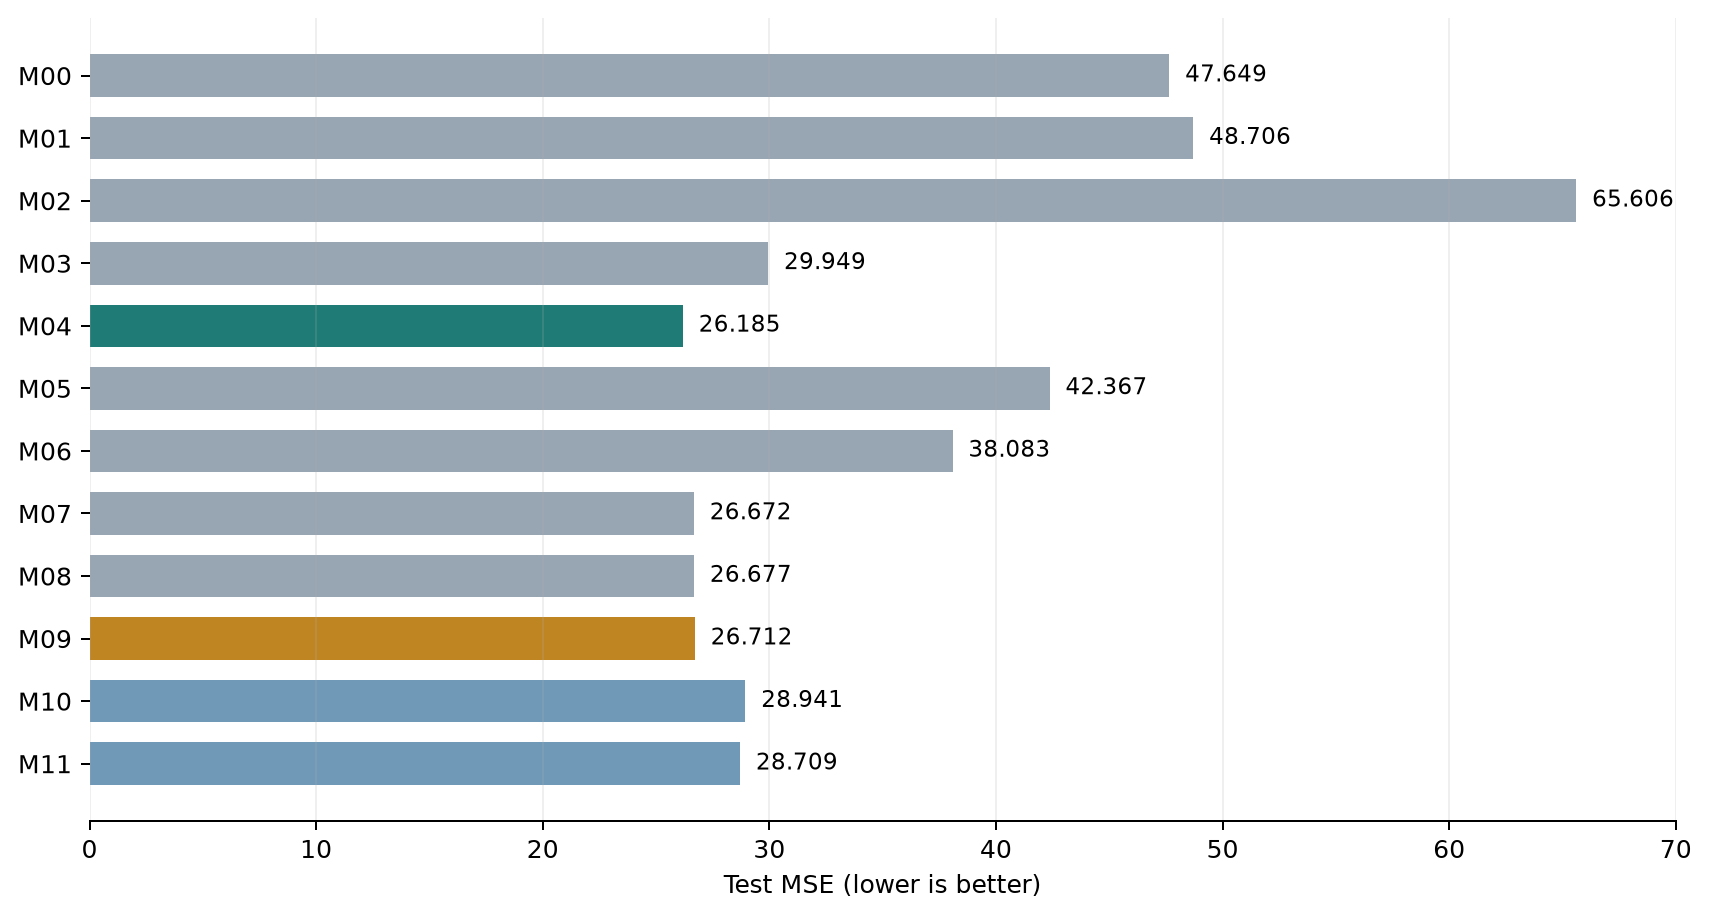 M00 47.649
M01 48.706
M02 65.606
M03 29.949
M04 26.185
M05 42.367
M06 38.083
M07 26.672
M08 26.677
M09 26.712
M10 28.941
M11 28.709
0 10 20 30 40 50 60 70
Test MSE (lower is better)